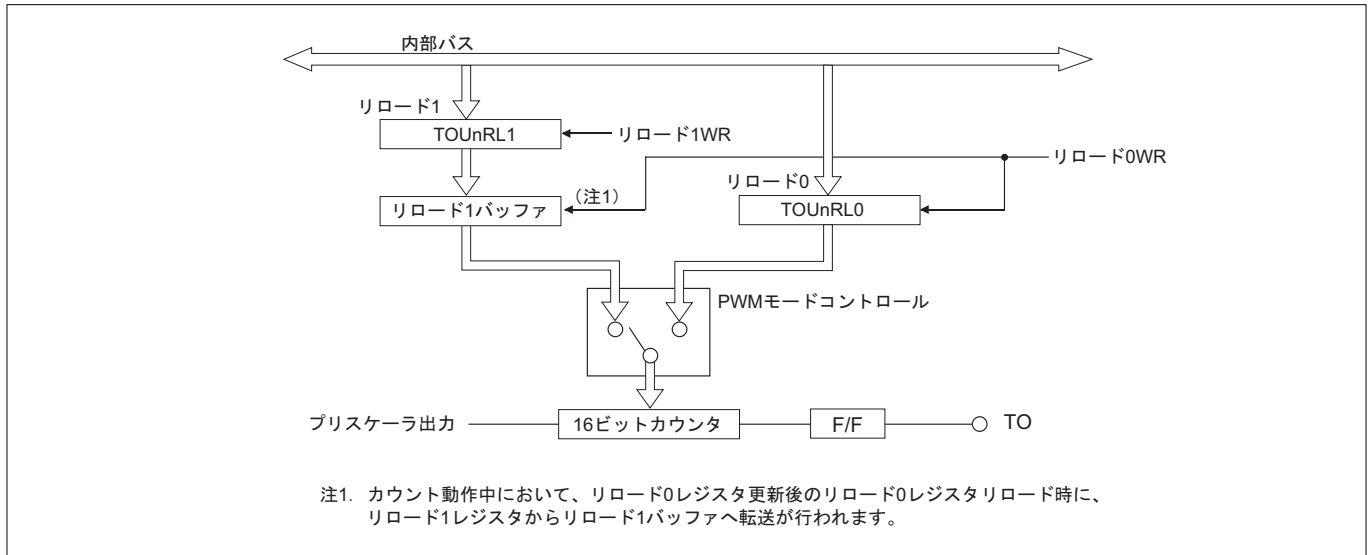 内部バス
リロード1
TOUnRL1
リロード1WR
リロード0WR
リロード0
(注1)
リロード1バッファ
TOUnRL0
PWMモードコントロール
プリスケーラ出力
16ビットカウンタ
F/F
TO
注1. カウント動作中において、リロード0レジスタ更新後のリロード0レジスタリロード時に、
リロード1レジスタからリロード1バッファへ転送が行われます。